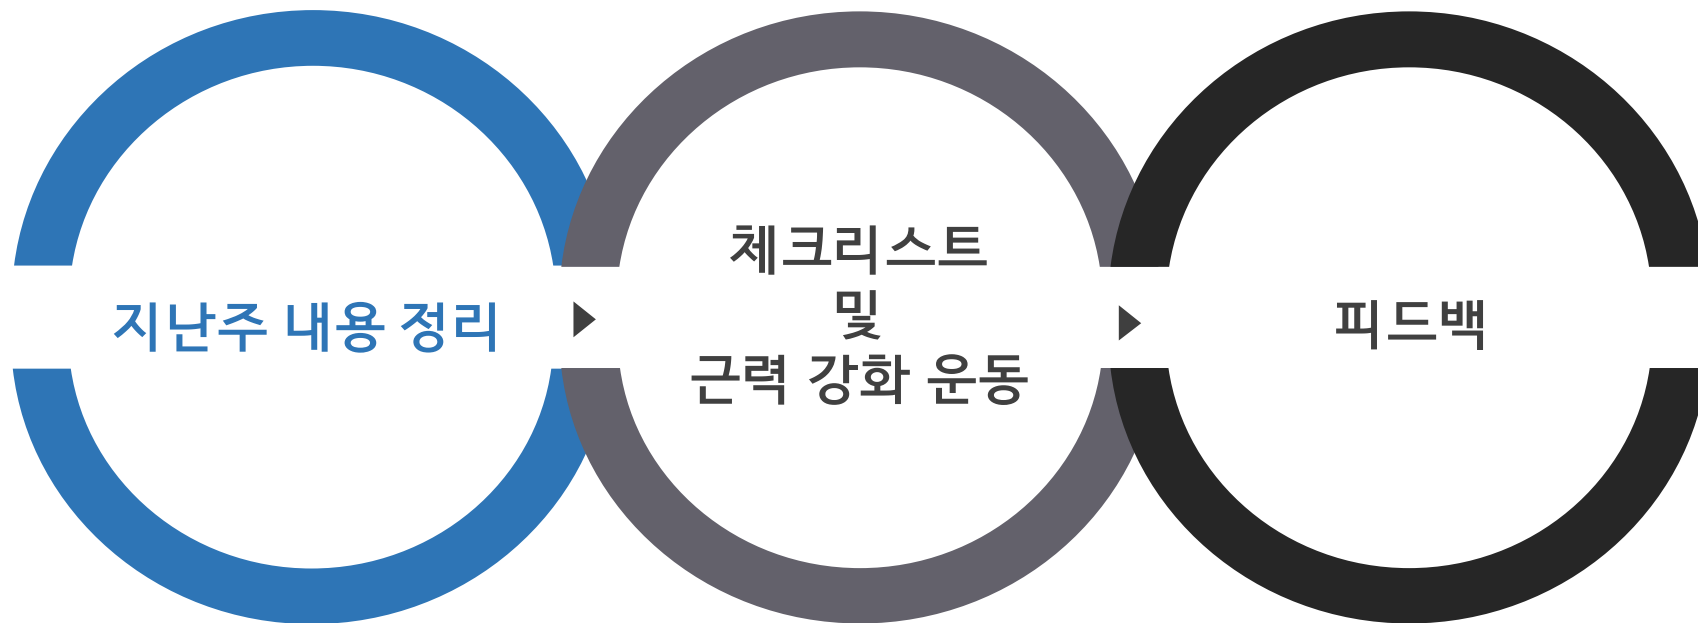 지난주 내용 정리
체크리스트
및
근력 강화 운동
피드백